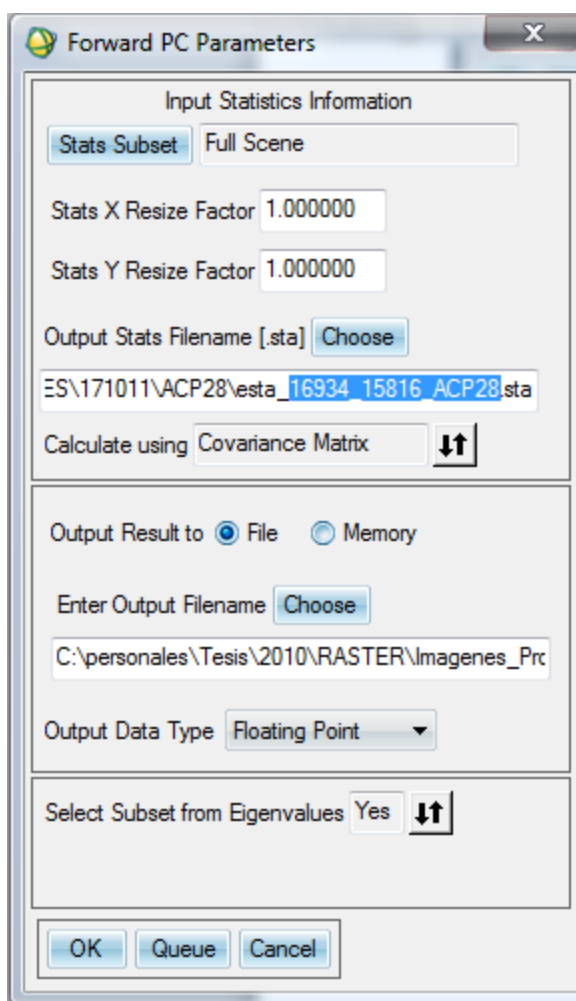 Forward PC Parameters
X
Input Statistics Information
Stats Subset Full Scene
Stats X Resize Factor 1.000000
Stats Y Resize Factor 1.000000
Output Stats Filename [.sta] Choose
ES\171011\ACP28\esta_16934_15816_ACP28.sta
Calculate using Covariance Matrix
Output Result to File Memory
Enter Output Filename Choose
C:\personales\Tesis\2010\RASTER\Imagenes_Prc
Output Data Type Floating Point
Select Subset from Eigenvalues Yes
OK Queue Cancel